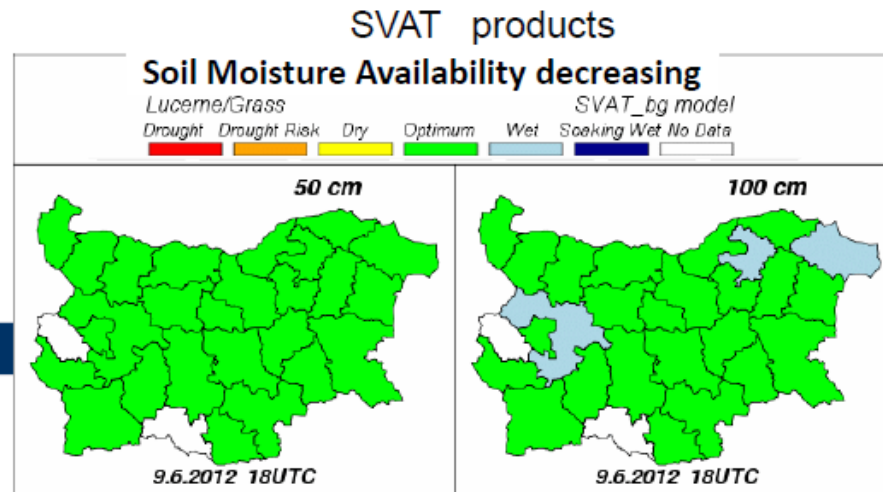 SVAT products
Soil Moisture Availability decreasing
Lucerne/Grass SVAT_bg model
Drought Drought Risk Dry Optimum Wet Soaking Wet No Data
50 cm 100 cm
9.6.2012 18UTC 9.6.2012 18UTC